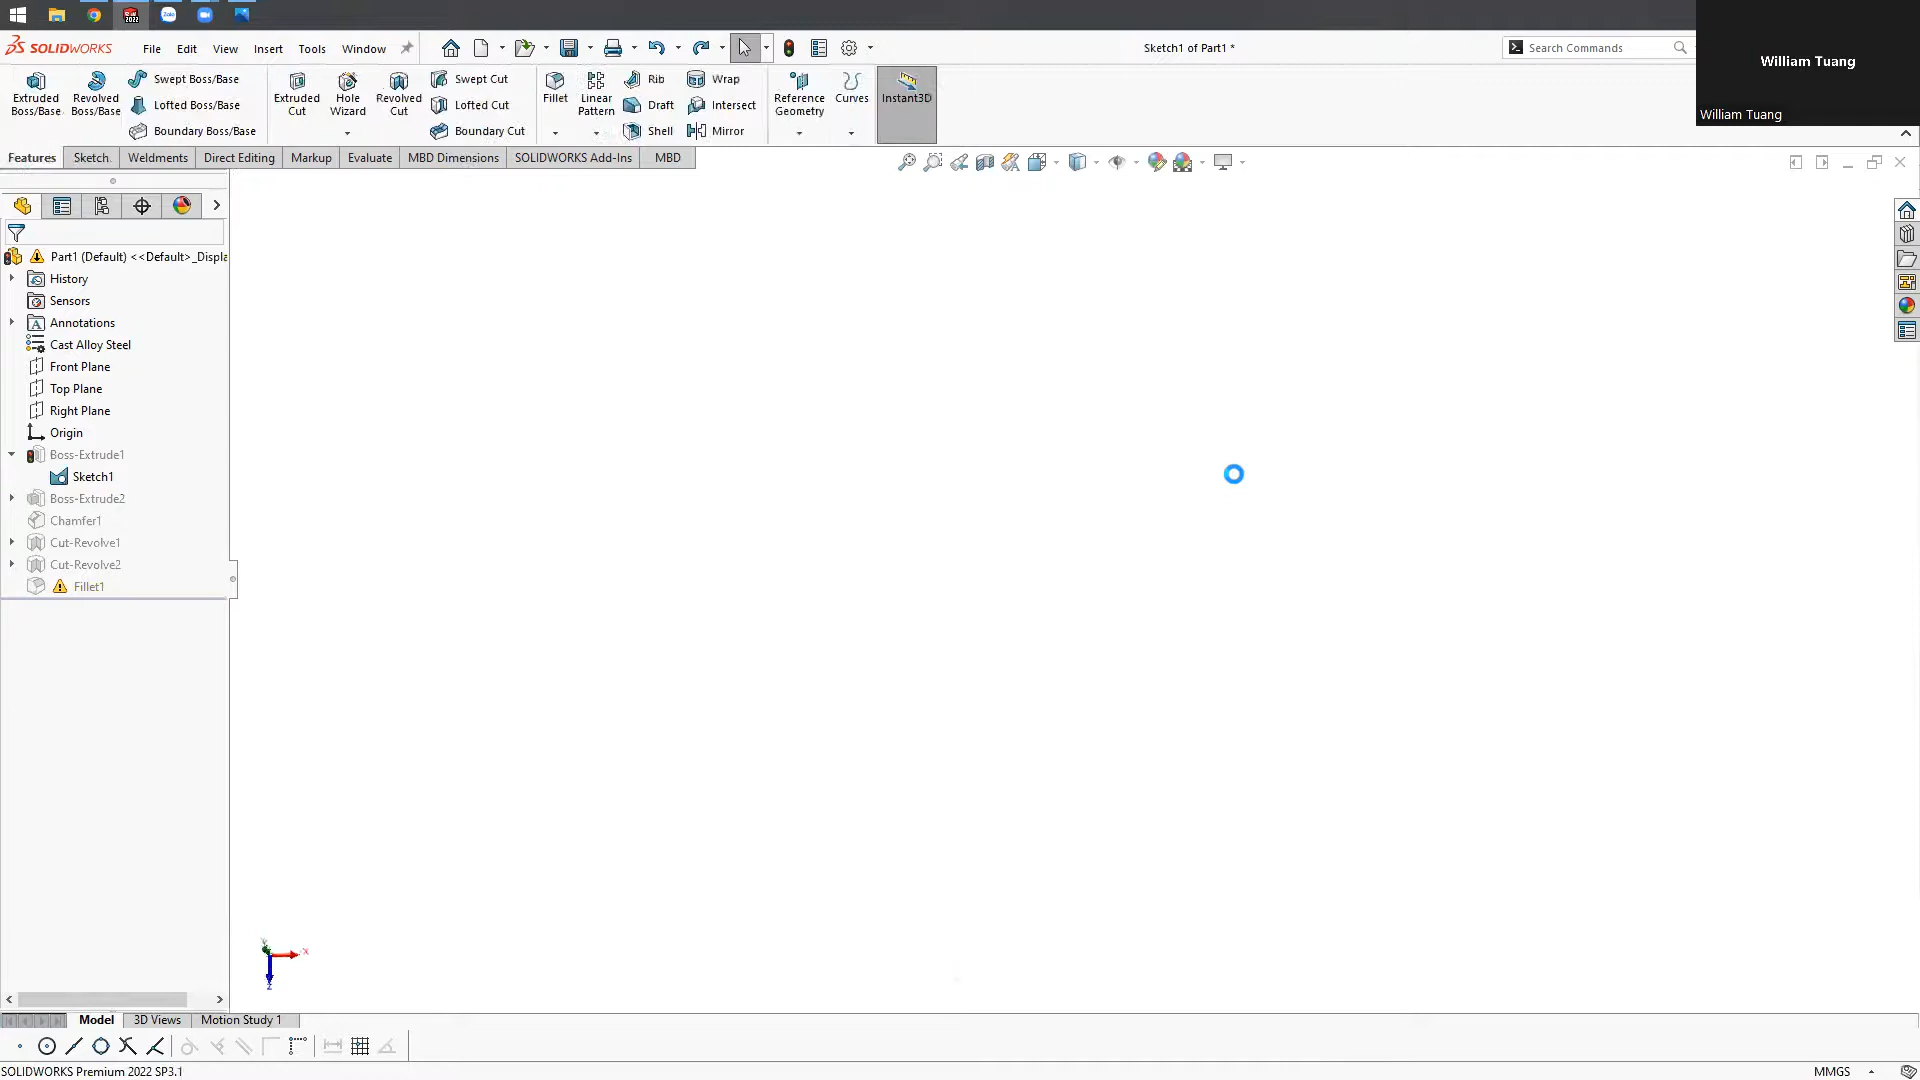 SOLIDWORKS File Edit View Insert Tools Window Sketch1 of Part1 * Search Commands
William Tuang
William Tuang
Extruded Boss/Base
Revolved Boss/Base
Swept Boss/Base
Lofted Boss/Base
Boundary Boss/Base
Extruded Cut
Hole Wizard
Revolved Cut
Swept Cut
Lofted Cut
Boundary Cut
Fillet
Linear Pattern
Rib
Draft
Shell
Wrap
Intersect
Mirror
Reference Geometry
Curves
Instant3D
Features Sketch Weldments Direct Editing Markup Evaluate MBD Dimensions SOLIDWORKS Add-Ins MBD
Part1 (Default) <<Default>_Displa
History
Sensors
Annotations
Cast Alloy Steel
Front Plane
Top Plane
Right Plane
Origin
Boss-Extrude1
Sketch1
Boss-Extrude2
Chamfer1
Cut-Revolve1
Cut-Revolve2
Fillet1
Model 3D Views Motion Study 1
SOLIDWORKS Premium 2022 SP3.1 MMGS